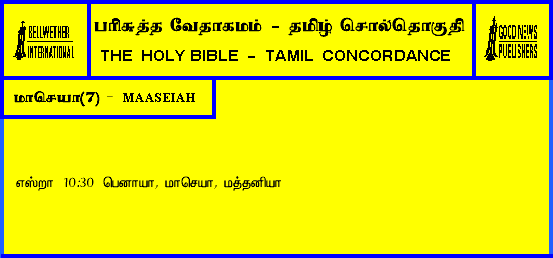 BELLWETHER
INTERNATIONAL
பரிசுத்த வேதாகமம் - தமிழ் சொல்தொகுதி
THE HOLY BIBLE - TAMIL CONCORDANCE
GOOD NEWS
PUBLISHERS
மாசெயா(7) - MAASEIAH
எஸ்றா 10:30 பெனாயா, மாசெயா, மத்தனியா